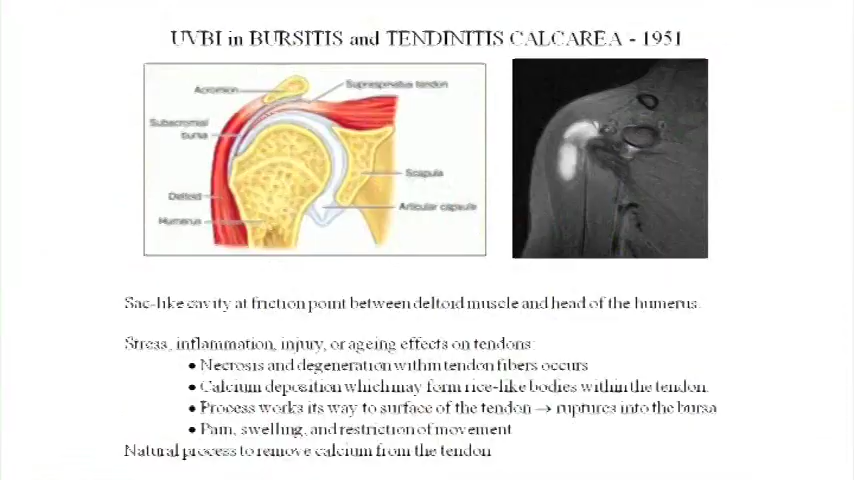 UVBI in BURSITIS and TENDINITIS CALCAREA - 1951
Acromion
Supraspinatus tendon
Subacromial
bursa
Scapula
Deltoid
Articular capsule
Humerus
Sac-like cavity at friction point between deltoid muscle and head of the humerus.
Stress, inflammation, injury, or ageing effects on tendons:
● Necrosis and degeneration within tendon fibers occurs
● Calcium deposition which may form rice-like bodies within the tendon.
● Process works its way to surface of the tendon → ruptures into the bursa
● Pain, swelling, and restriction of movement
Natural process to remove calcium from the tendon